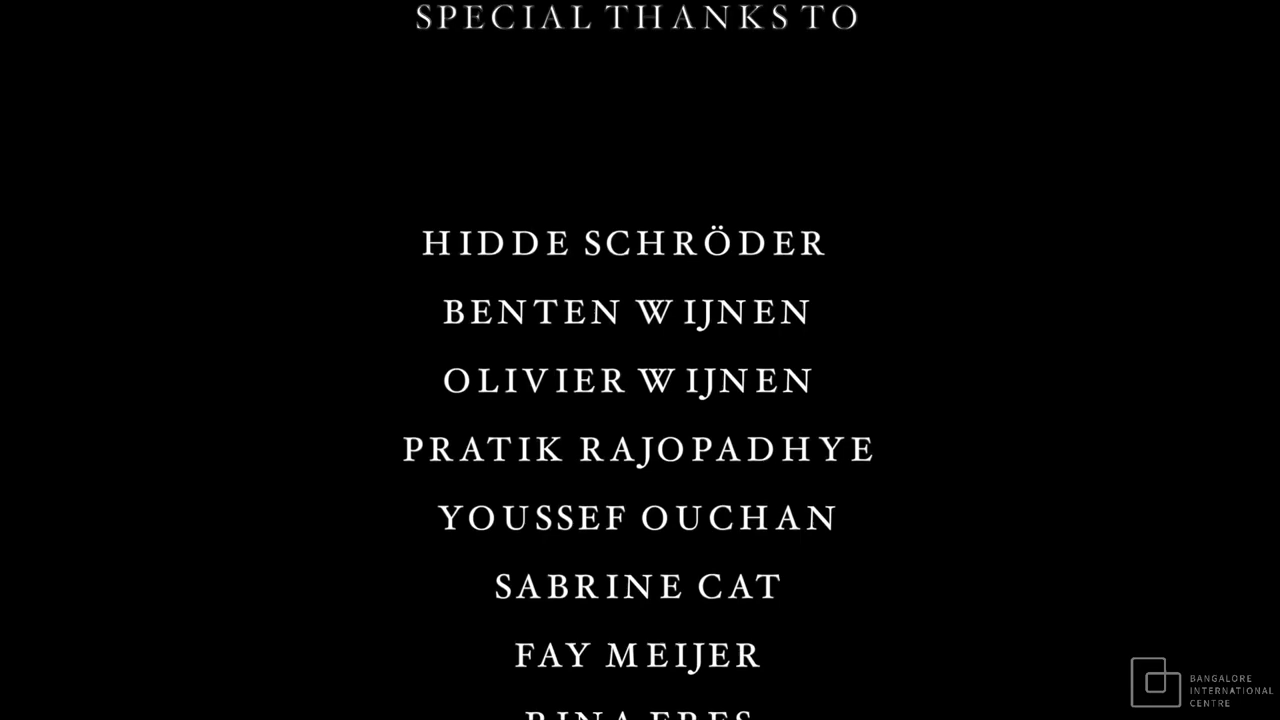 SPECIAL THANKS TO
HIDDE SCHRÖDER
BENTEN WIJNEN
OLIVIER WIJNEN
PRATIK RAJOPADHYE
YOUSSEF OUCHAN
SABRINE CAT
FAY MEIJER
BANGALORE
INTERNATIONAL
CENTRE